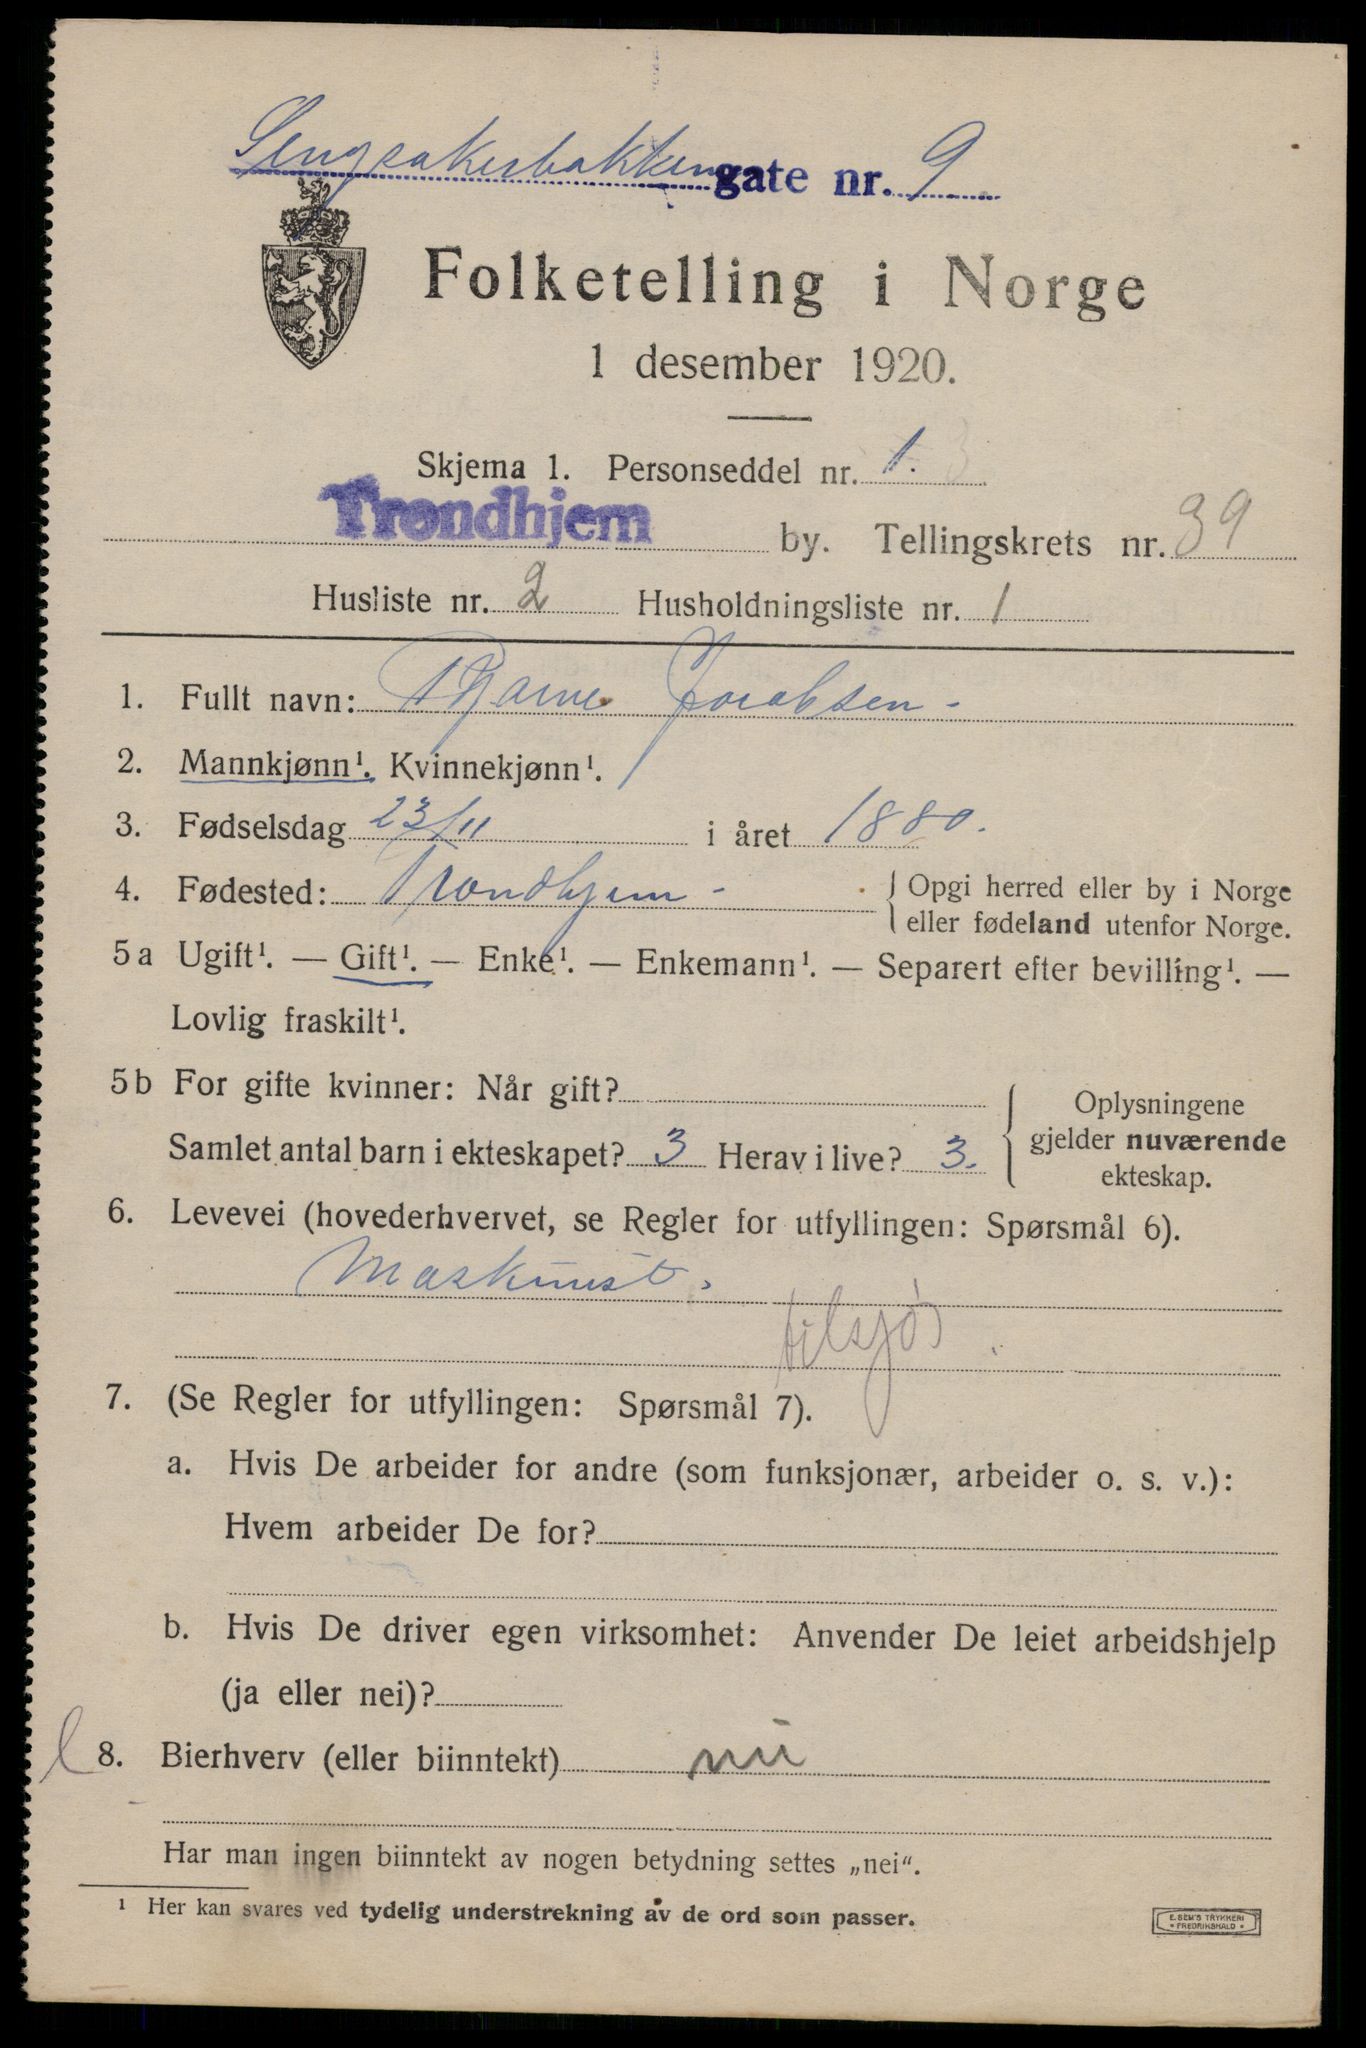 Singsakerbakken gate nr. 9
Folketelling i Norge
1 desember 1920.
Skjema 1. Personseddel nr. 1. 3
Trondhjem by. Tellingskrets nr. 39
Husliste nr. 2 Husholdningsliste nr. 1
1. Fullt navn: Bjarne Jacobsen -
2. Mannkjønn¹. Kvinnekjønn¹.
3. Fødselsdag 23/11 i året 1880.
4. Fødested: Trondhjem - { Opgi herred eller by i Norge
eller fødeland utenfor Norge.
5a Ugift¹. — Gift¹. — Enke¹. — Enkemann¹. — Separert efter bevilling¹. —
Lovlig fraskilt¹.
5b For gifte kvinner: Når gift?
Samlet antal barn i ekteskapet? 3 Herav i live? 3.
Oplysningene
gjelder nuværende
ekteskap.
6. Levevei (hovederhvervet, se Regler for utfyllingen: Spørsmål 6).
Maskinist.
tilsjøs
7. (Se Regler for utfyllingen: Spørsmål 7).
a. Hvis De arbeider for andre (som funksjonær, arbeider o. s. v.):
Hvem arbeider De for?
b. Hvis De driver egen virksomhet: Anvender De leiet arbeidshjelp
(ja eller nei)?
8. Bierhverv (eller biinntekt) nei
Har man ingen biinntekt av nogen betydning settes „nei“.
¹ Her kan svares ved tydelig understrekning av de ord som passer.
E. SEM'S TRYKKERI
FREDRIKSHALD